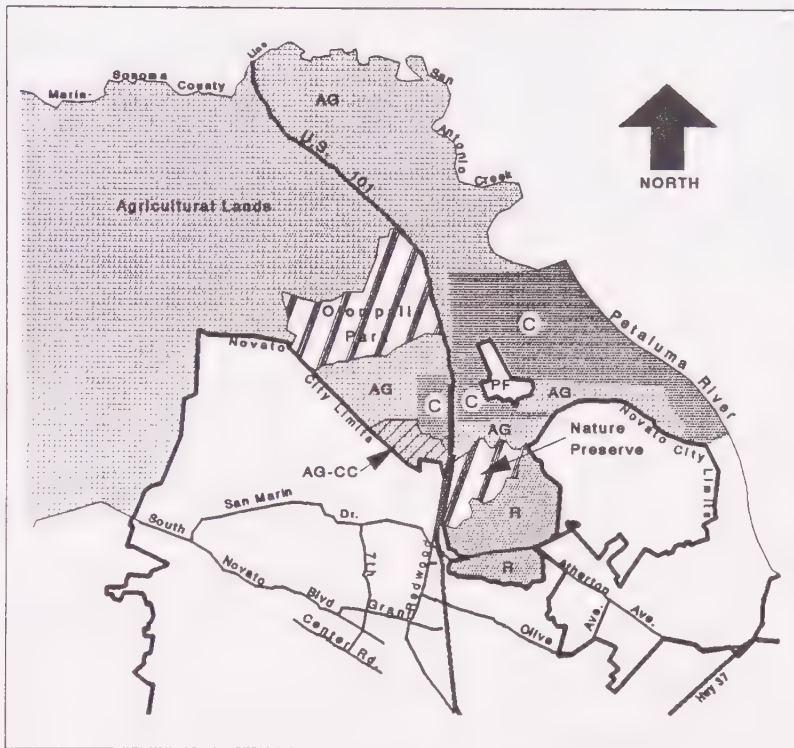 Marin-Sonoma County Line
San Antonio Creek
AG
U.S. 101
NORTH
Agricultural Lands
C
Petaluma River
Olompali
Park
Novato City Limits
PF
AG
AG
C
C
AG
Novato City Limits
Nature
Preserve
AG-CC
R
San Marin Dr.
South Novato Blvd
7th
Redwood
R
Atherton Ave.
Grant
Center Rd.
Olive Ave.
Hwy 37